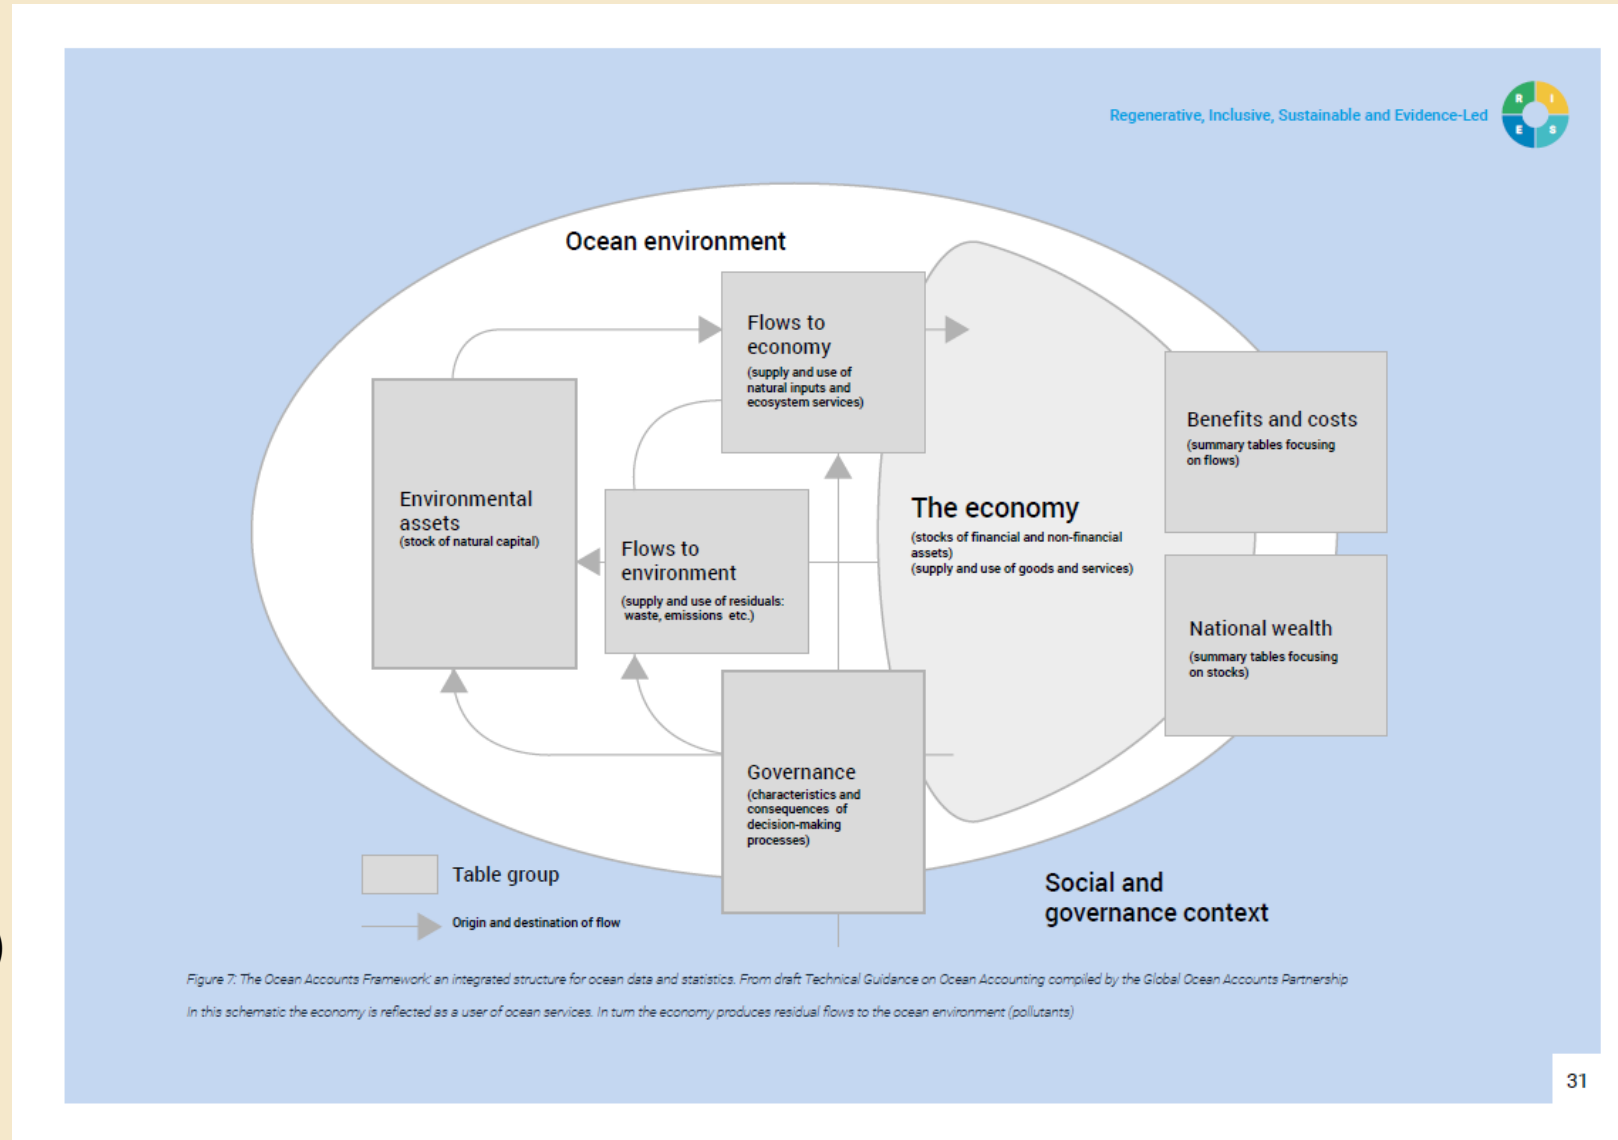 Regenerative, Inclusive, Sustainable and Evidence-Led
R I
E S
Ocean environment
Flows to
economy
(supply and use of
natural inputs and
ecosystem services)
Environmental
assets
(stock of natural capital)
Flows to
environment
(supply and use of residuals:
waste, emissions etc.)
The economy
(stocks of financial and non-financial
assets)
(supply and use of goods and services)
Benefits and costs
(summary tables focusing
on flows)
National wealth
(summary tables focusing
on stocks)
Governance
(characteristics and
consequences of
decision-making
processes)
Table group
Origin and destination of flow
Social and
governance context
Figure 7: The Ocean Accounts Framework: an integrated structure for ocean data and statistics. From draft Technical Guidance on Ocean Accounting compiled by the Global Ocean Accounts Partnership
In this schematic the economy is reflected as a user of ocean services. In turn the economy produces residual flows to the ocean environment (pollutants)
31